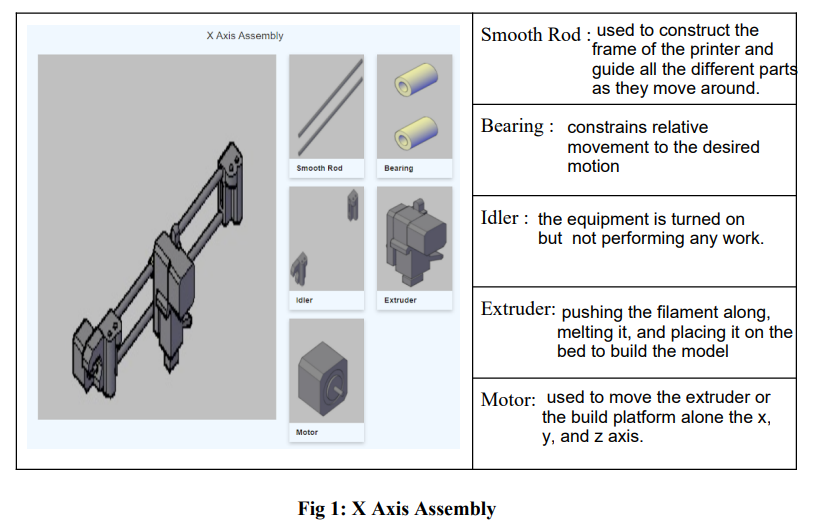 X Axis Assembly
Smooth Rod
Bearing
Idler
Extruder
Motor
Smooth Rod : used to construct the
frame of the printer and
guide all the different parts
as they move around.
Bearing : constrains relative
movement to the desired
motion
Idler : the equipment is turned on
but not performing any work.
Extruder: pushing the filament along,
melting it, and placing it on the
bed to build the model
Motor: used to move the extruder or
the build platform alone the x,
y, and z axis.
Fig 1: X Axis Assembly